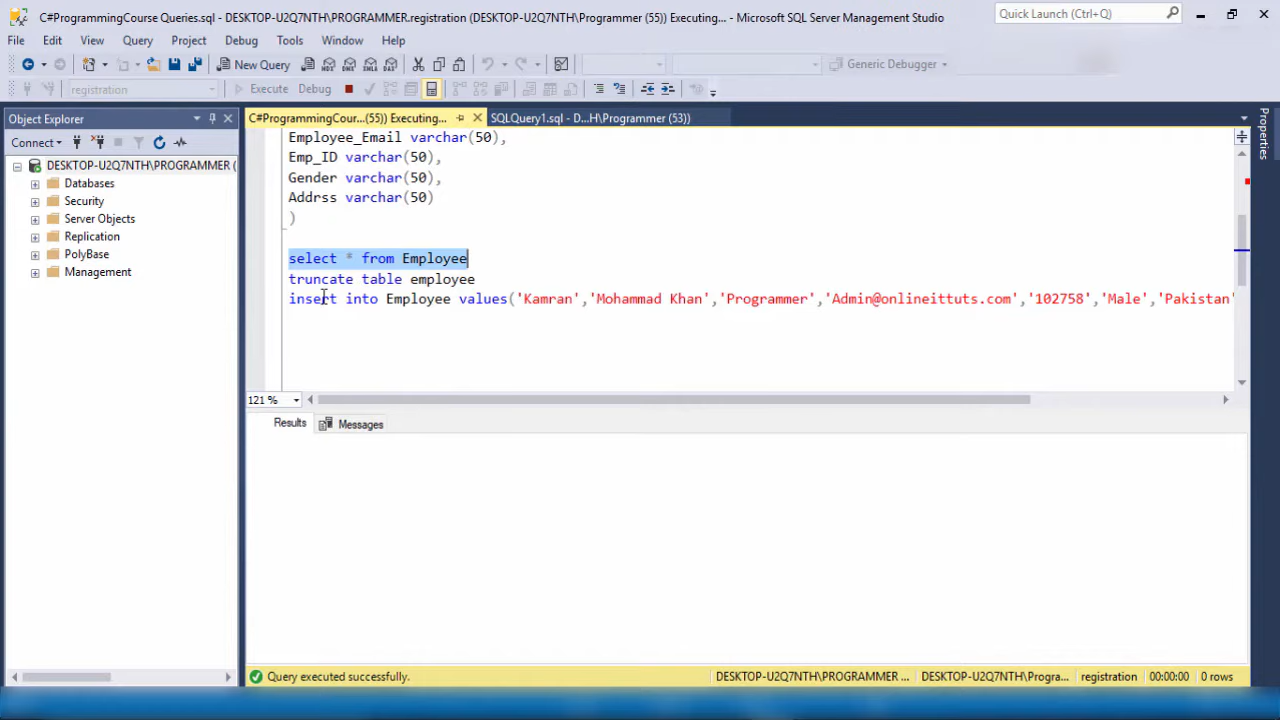 C#ProgrammingCourse Queries.sql - DESKTOP-U2Q7NTH\PROGRAMMER.registration (DESKTOP-U2Q7NTH\Programmer (55)) Executing... - Microsoft SQL Server Management Studio
Quick Launch (Ctrl+Q)
File Edit View Query Project Debug Tools Window Help
New Query
Generic Debugger
registration
Execute Debug
Object Explorer
C#ProgrammingCour...(55)) Executing...
SQLQuery1.sql - D...H\Programmer (53))
Properties
Connect
DESKTOP-U2Q7NTH\PROGRAMMER (
Databases
Security
Server Objects
Replication
PolyBase
Management
Employee_Email varchar(50),
Emp_ID varchar(50),
Gender varchar(50),
Addrss varchar(50)
)
select * from Employee
truncate table employee
insert into Employee values('Kamran','Mohammad Khan','Programmer','Admin@onlineittuts.com','102758','Male','Pakistan'
121 %
Results
Messages
Query executed successfully.
DESKTOP-U2Q7NTH\PROGRAMMER ...
DESKTOP-U2Q7NTH\Progra...
registration
00:00:00
0 rows